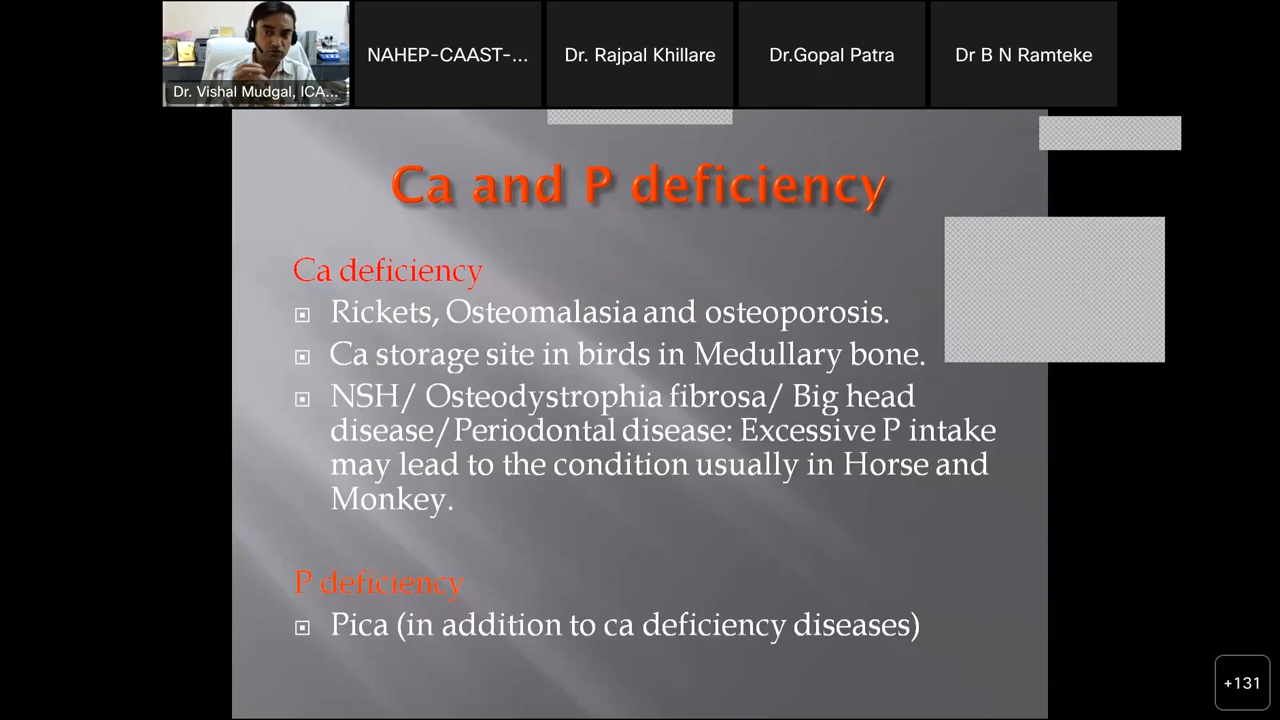 Dr. Vishal Mudgal, ICA...
NAHEP-CAAST-...
Dr. Rajpal Khillare
Dr.Gopal Patra
Dr B N Ramteke
Ca and P deficiency
Ca deficiency
Rickets, Osteomalasia and osteoporosis.
Ca storage site in birds in Medullary bone.
NSH/ Osteodystrophia fibrosa/ Big head
disease/Periodontal disease: Excessive P intake
may lead to the condition usually in Horse and
Monkey.
P deficiency
Pica (in addition to ca deficiency diseases)
+131